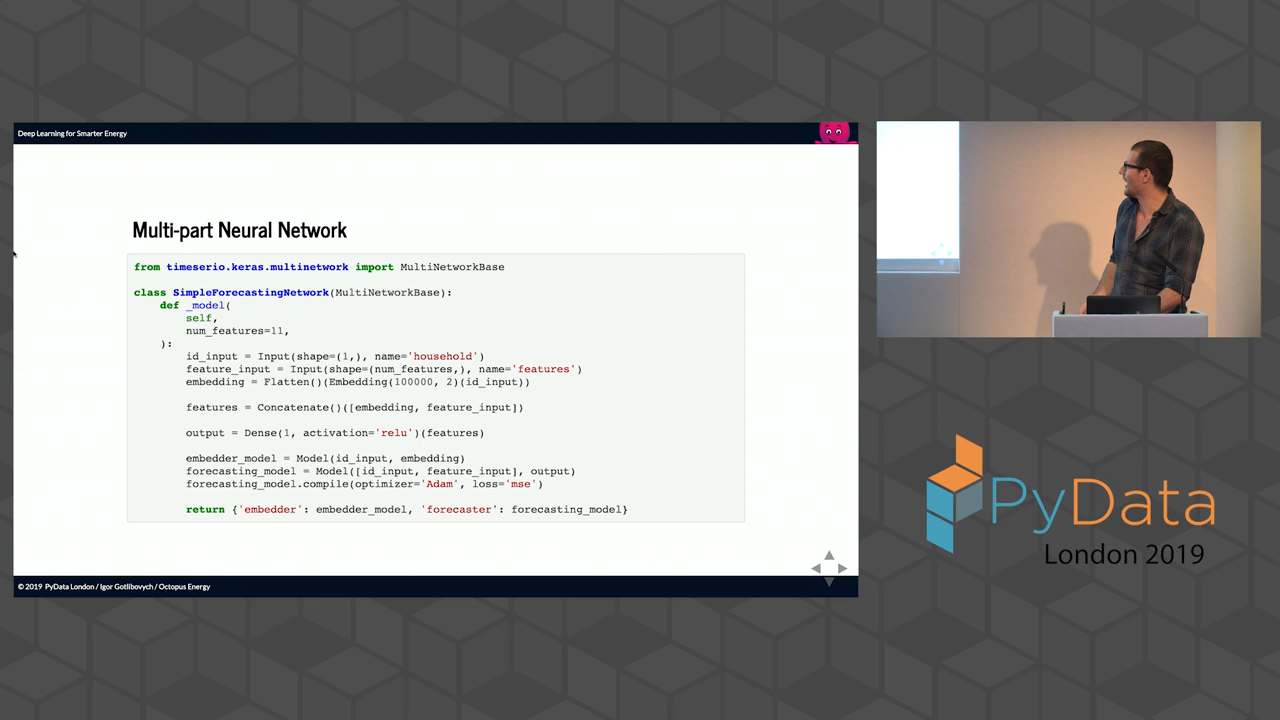 Deep Learning for Smarter Energy
Multi-part Neural Network
from timeserio.keras.multinetwork import MultiNetworkBase
class SimpleForecastingNetwork(MultiNetworkBase):
    def _model(
        self,
        num_features=11,
    ):
        id_input = Input(shape=(1,), name='household')
        feature_input = Input(shape=(num_features,), name='features')
        embedding = Flatten()(Embedding(100000, 2)(id_input))
        features = Concatenate()([embedding, feature_input])
        output = Dense(1, activation='relu')(features)
        embedder_model = Model(id_input, embedding)
        forecasting_model = Model([id_input, feature_input], output)
        forecasting_model.compile(optimizer='Adam', loss='mse')
        return {'embedder': embedder_model, 'forecaster': forecasting_model}
© 2019 PyData London / Igor Gotlibovych / Octopus Energy
PyData
London 2019